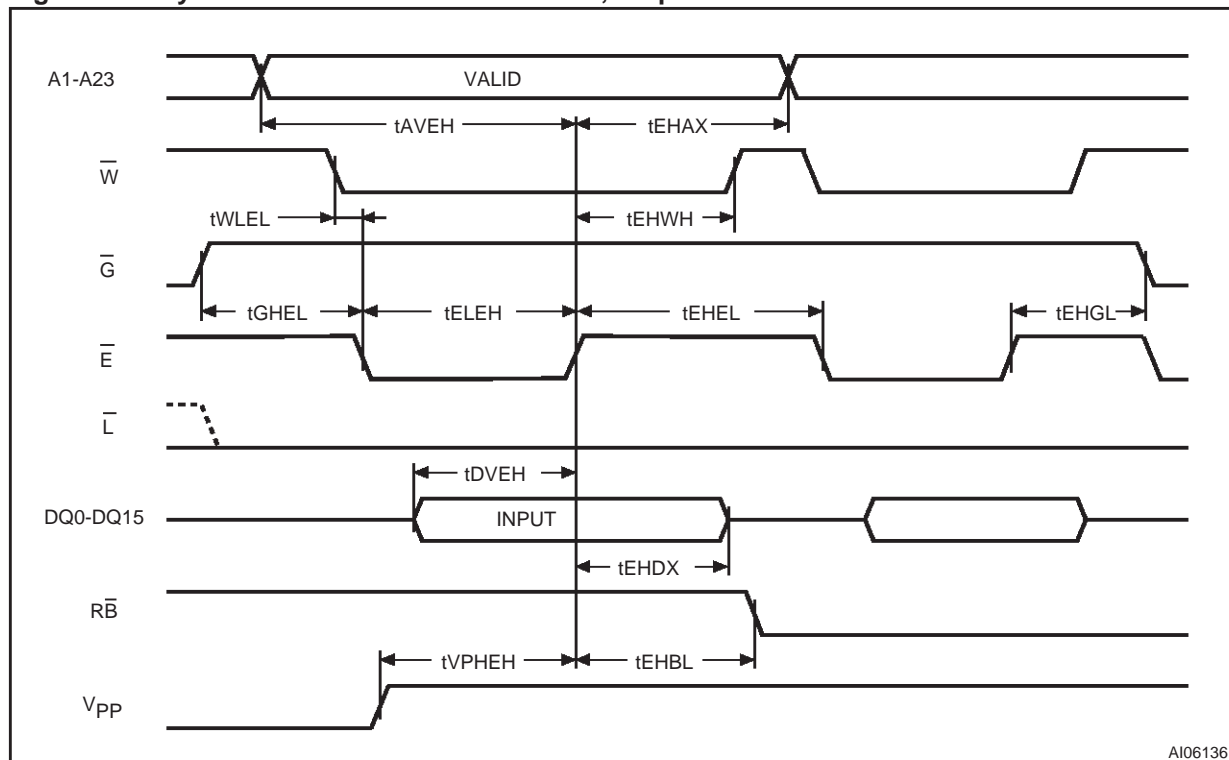 A1-A23
VALID
tAVEH
tEHAX
W̅
tWLEL
tEHWH
G̅
tGHEL
tELEH
tEHEL
tEHGL
E̅
L̅
tDVEH
DQ0-DQ15
INPUT
tEHDX
RB̅
tVPHEH
tEHBL
VPP
AI06136